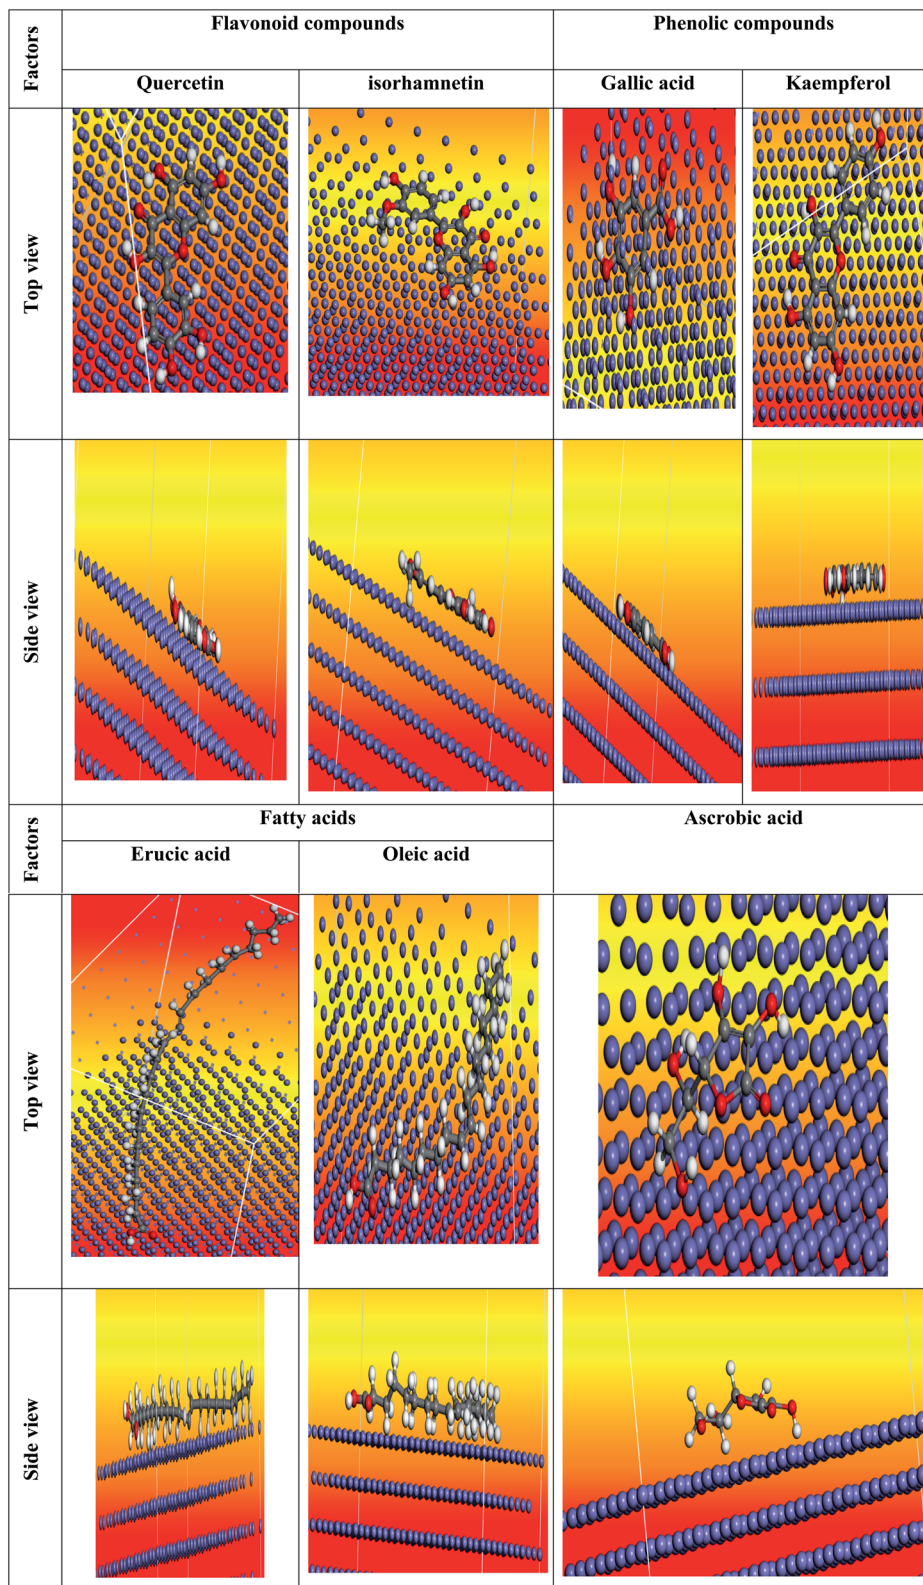 Factors
Flavonoid compounds
Phenolic compounds
Quercetin
isorhamnetin
Gallic acid
Kaempferol
Top view
Side view
Factors
Fatty acids
Ascrobic acid
Erucic acid
Oleic acid
Top view
Side view